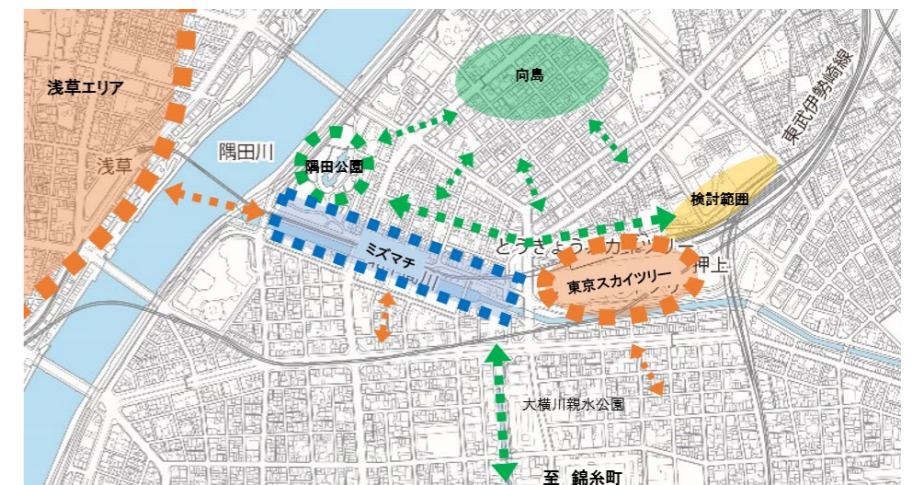 向島
浅草エリア
東武伊勢崎線
隅田川
浅草
隅田公園
検討範囲
とうきょうスカイツリー
ミズマチ
押上
東京スカイツリー
川
大横川親水公園
至 錦糸町